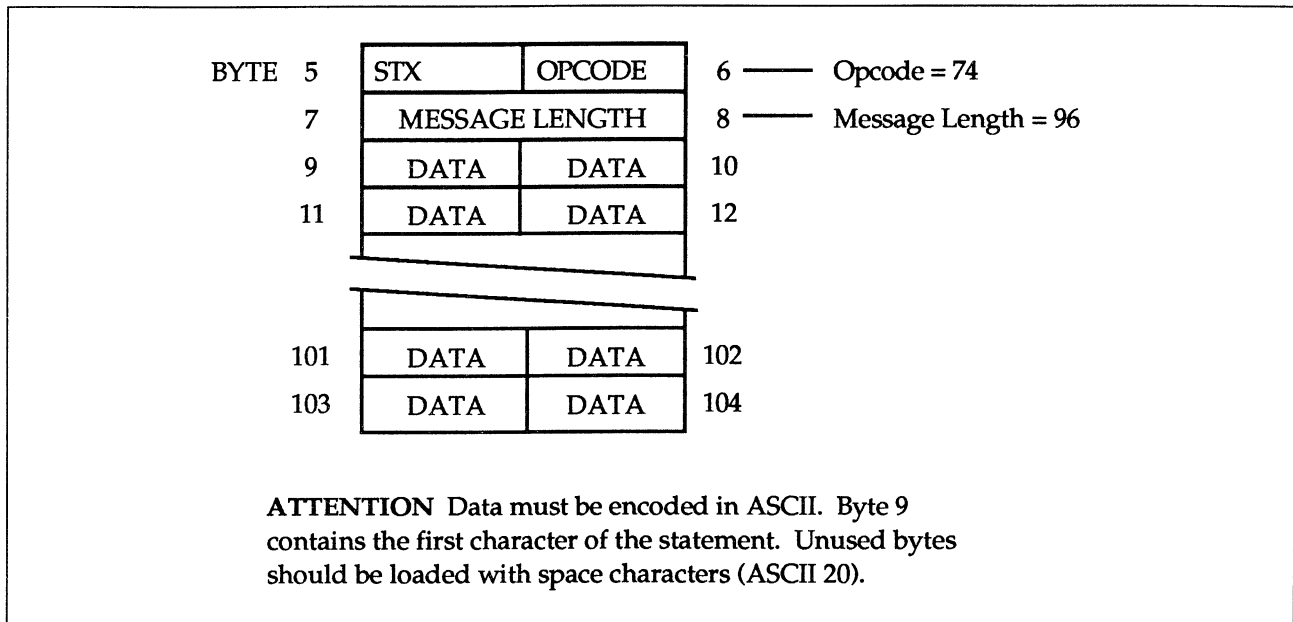 BYTE 5 STX OPCODE 6 Opcode = 74
7 MESSAGE LENGTH 8 Message Length = 96
9 DATA DATA 10
11 DATA DATA 12
101 DATA DATA 102
103 DATA DATA 104
ATTENTION Data must be encoded in ASCII. Byte 9
contains the first character of the statement. Unused bytes
should be loaded with space characters (ASCII 20).